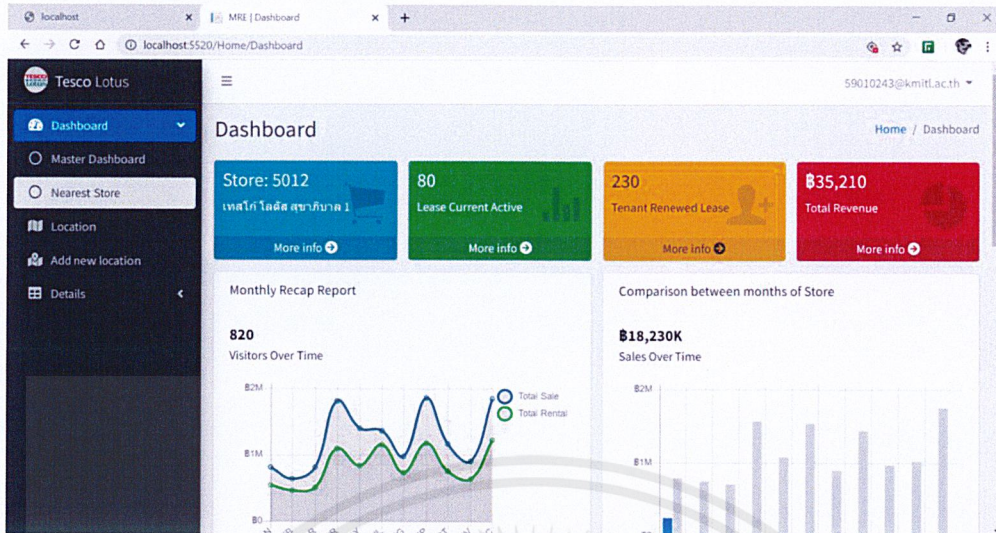 localhost
MRE | Dashboard
localhost:5520/Home/Dashboard
Tesco Lotus
59010243@kmitl.ac.th
Dashboard
Master Dashboard
Nearest Store
Location
Add new location
Details
Dashboard
Home / Dashboard
Store: 5012
เทสโก้ โลตัส สุขาภิบาล 1
More info
80
Lease Current Active
More info
230
Tenant Renewed Lease
More info
฿35,210
Total Revenue
More info
Monthly Recap Report
820
Visitors Over Time
฿2M
฿1M
฿0
Total Sale
Total Rental
Comparison between months of Store
฿18,230K
Sales Over Time
฿2M
฿1M